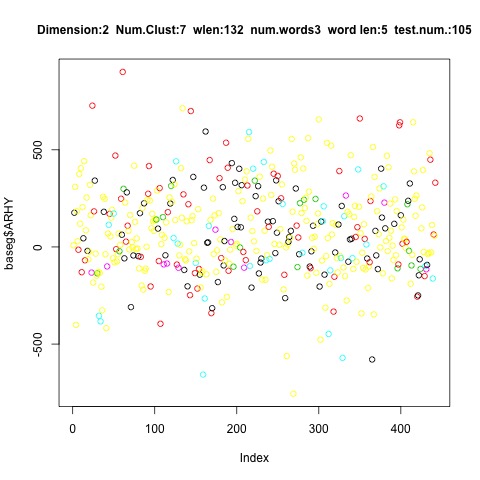 Dimension:2 Num.Clust:7 wlen:132 num.words3 word len:5 test.num.:105
500
0
-500
baseg$ARHY
0 100 200 300 400
Index